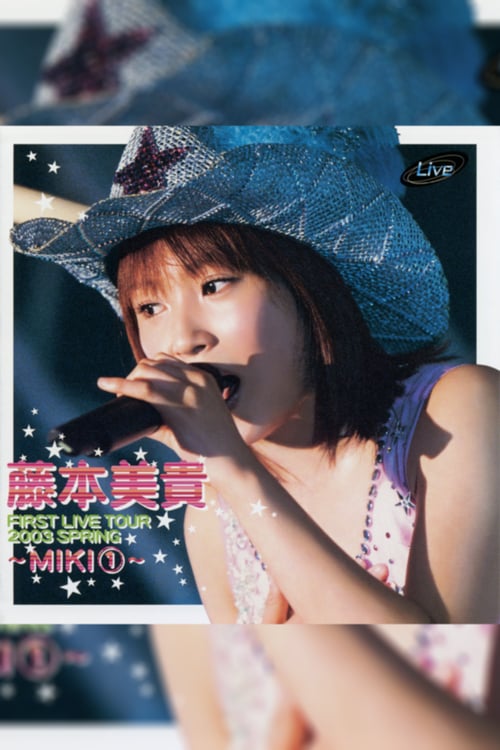 Live
藤本美貴
FIRST LIVE TOUR
2003 SPRING
~MIKI①~